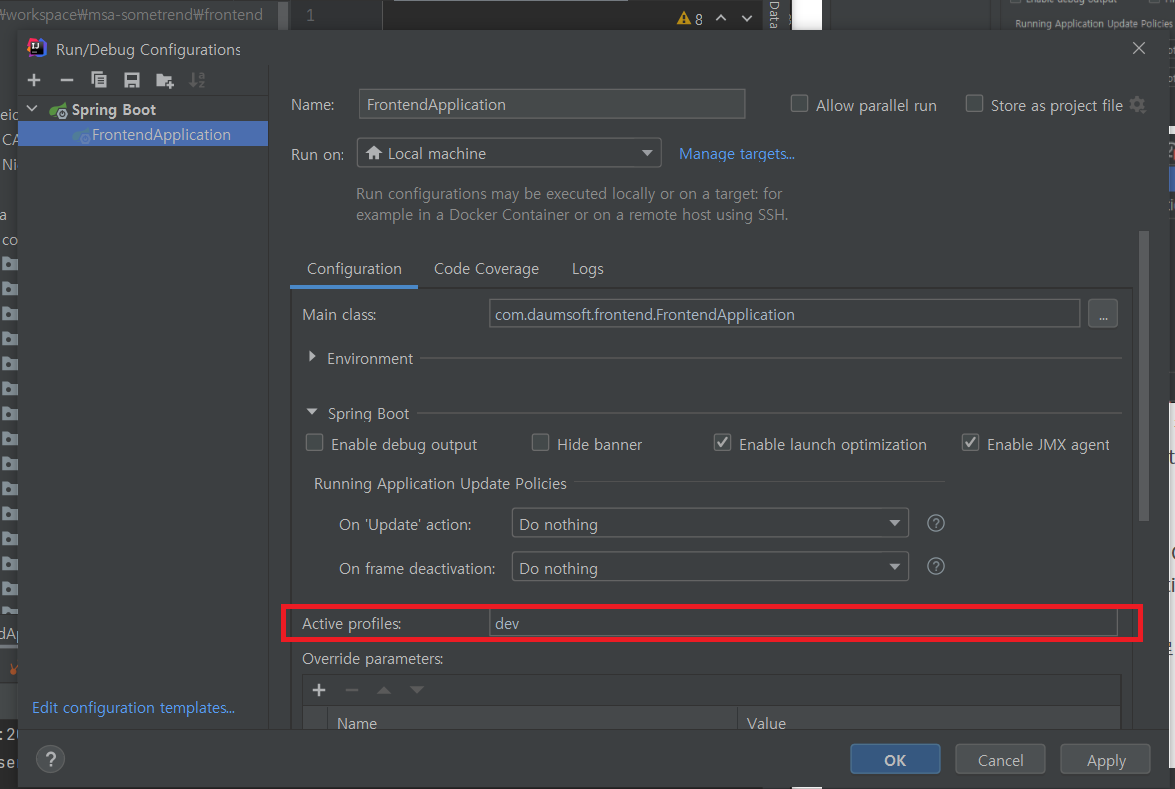 ₩workspace₩msa-sometrend₩frontend
1
8
Data
Enable debug output
Running Application Update Policies
Run/Debug Configurations
Spring Boot
FrontendApplication
Name:
FrontendApplication
Allow parallel run
Store as project file
Run on:
Local machine
Manage targets...
Run configurations may be executed locally or on a target: for
example in a Docker Container or on a remote host using SSH.
Configuration
Code Coverage
Logs
Main class:
com.daumsoft.frontend.FrontendApplication
...
Environment
Spring Boot
Enable debug output
Hide banner
Enable launch optimization
Enable JMX agent
Running Application Update Policies
On 'Update' action:
Do nothing
?
On frame deactivation:
Do nothing
?
Active profiles:
dev
Override parameters:
Name
Value
Edit configuration templates...
?
OK
Cancel
Apply